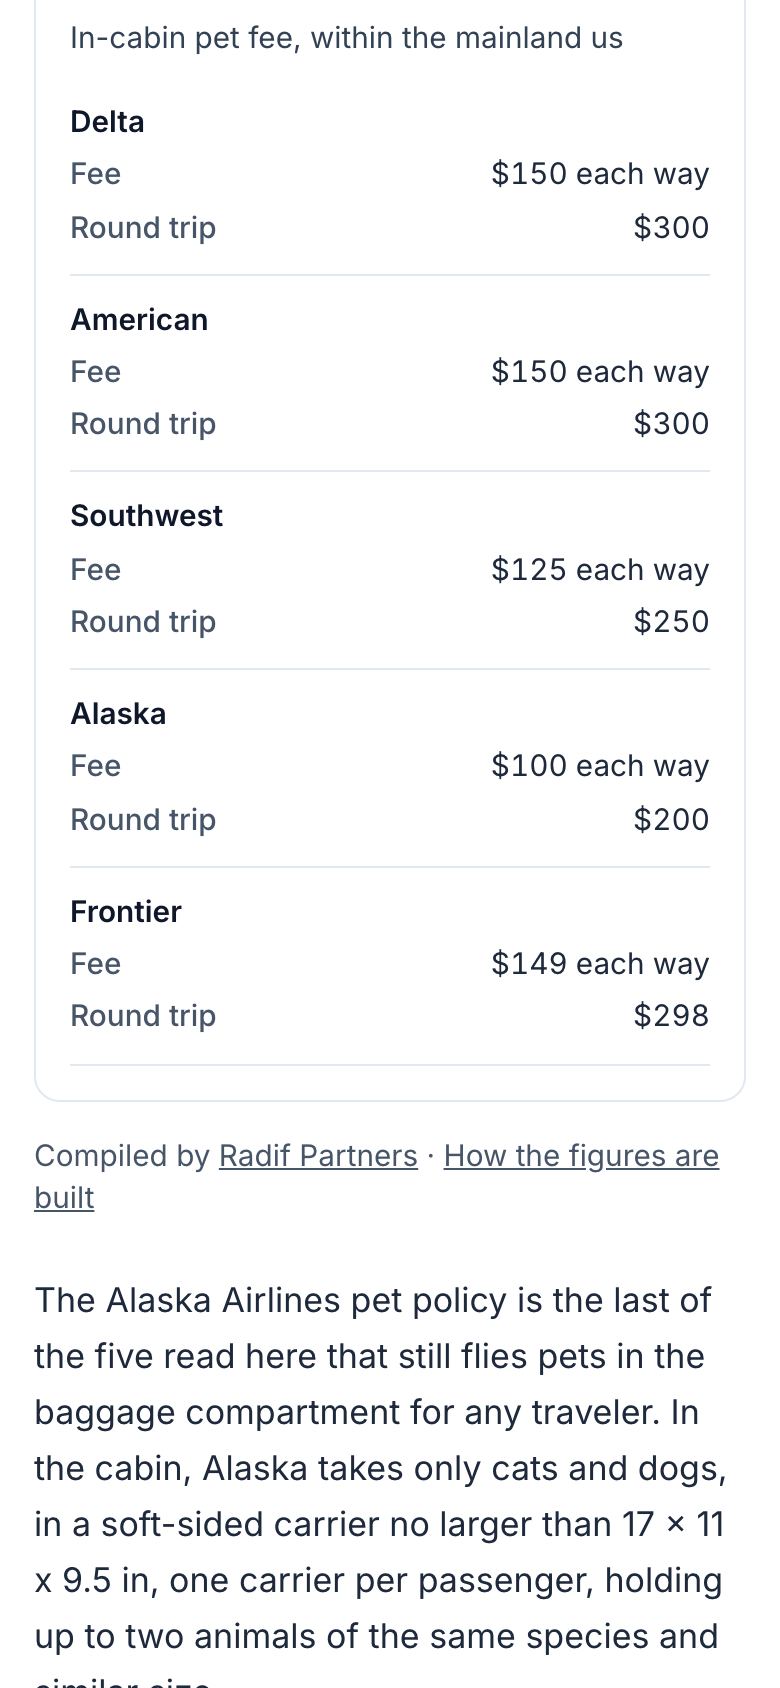 In-cabin pet fee, within the mainland us
Delta
Fee $150 each way
Round trip $300
American
Fee $150 each way
Round trip $300
Southwest
Fee $125 each way
Round trip $250
Alaska
Fee $100 each way
Round trip $200
Frontier
Fee $149 each way
Round trip $298
Compiled by Radif Partners · How the figures are
built
The Alaska Airlines pet policy is the last of
the five read here that still flies pets in the
baggage compartment for any traveler. In
the cabin, Alaska takes only cats and dogs,
in a soft-sided carrier no larger than 17 × 11
x 9.5 in, one carrier per passenger, holding
up to two animals of the same species and
similar size